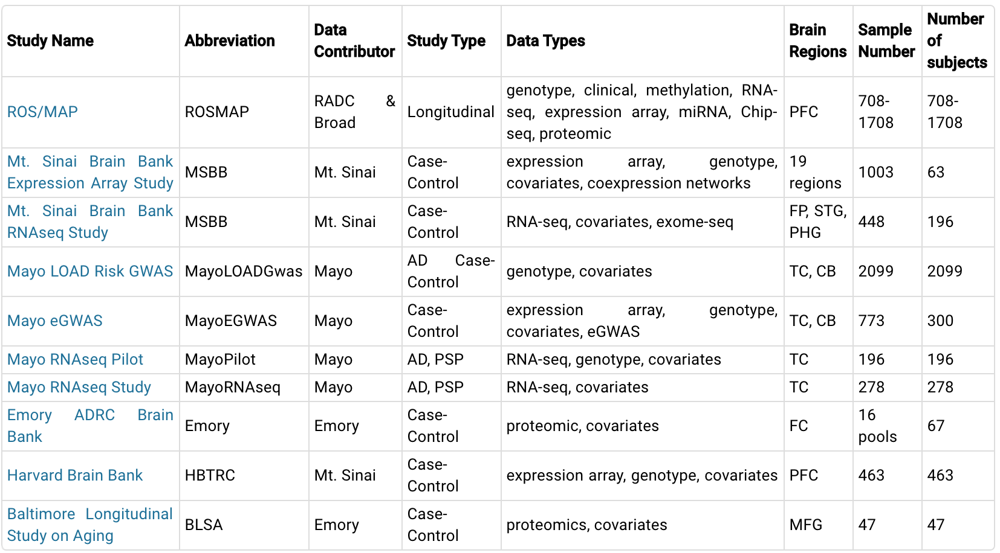 Study Name Abbreviation Data Contributor Study Type Data Types Brain Regions Sample Number Number of subjects
ROS/MAP ROSMAP RADC & Broad Longitudinal genotype, clinical, methylation, RNA-seq, expression array, miRNA, Chip-seq, proteomic PFC 708-1708 708-1708
Mt. Sinai Brain Bank Expression Array Study MSBB Mt. Sinai Case-Control expression array, genotype, covariates, coexpression networks 19 regions 1003 63
Mt. Sinai Brain Bank RNAseq Study MSBB Mt. Sinai Case-Control RNA-seq, covariates, exome-seq FP, STG, PHG 448 196
Mayo LOAD Risk GWAS MayoLOADGwas Mayo AD Case-Control genotype, covariates TC, CB 2099 2099
Mayo eGWAS MayoEGWAS Mayo Case-Control expression array, genotype, covariates, eGWAS TC, CB 773 300
Mayo RNAseq Pilot MayoPilot Mayo AD, PSP RNA-seq, genotype, covariates TC 196 196
Mayo RNAseq Study MayoRNAseq Mayo AD, PSP RNA-seq, covariates TC 278 278
Emory ADRC Brain Bank Emory Emory Case-Control proteomic, covariates FC 16 pools 67
Harvard Brain Bank HBTRC Mt. Sinai Case-Control expression array, genotype, covariates PFC 463 463
Baltimore Longitudinal Study on Aging BLSA Emory Case-Control proteomics, covariates MFG 47 47